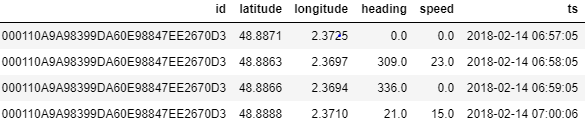 id latitude longitude heading speed ts
000110A9A98399DA60E98847EE2670D3 48.8871 2.3725 0.0 0.0 2018-02-14 06:57:05
000110A9A98399DA60E98847EE2670D3 48.8863 2.3697 309.0 23.0 2018-02-14 06:58:05
000110A9A98399DA60E98847EE2670D3 48.8866 2.3694 336.0 0.0 2018-02-14 06:59:05
000110A9A98399DA60E98847EE2670D3 48.8888 2.3710 21.0 15.0 2018-02-14 07:00:06